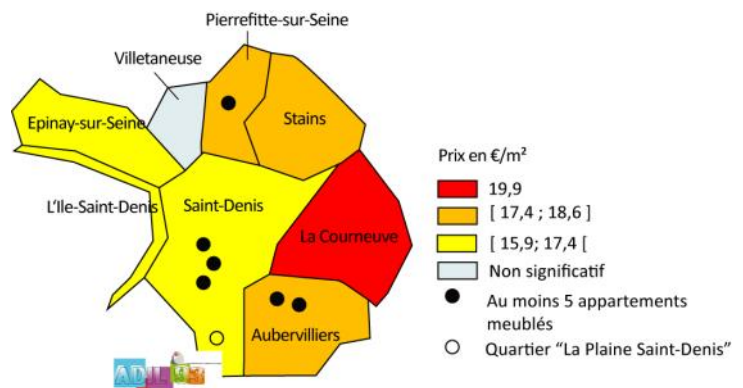 Pierrefitte-sur-Seine
Villetaneuse
Epinay-sur-Seine
Stains
L'Ile-Saint-Denis
Saint-Denis
La Courneuve
Aubervilliers
Prix en €/m²
19,9
[ 17,4 ; 18,6 ]
[ 15,9; 17,4 [
Non significatif
Au moins 5 appartements
meublés
Quartier “La Plaine Saint-Denis”
ADIL